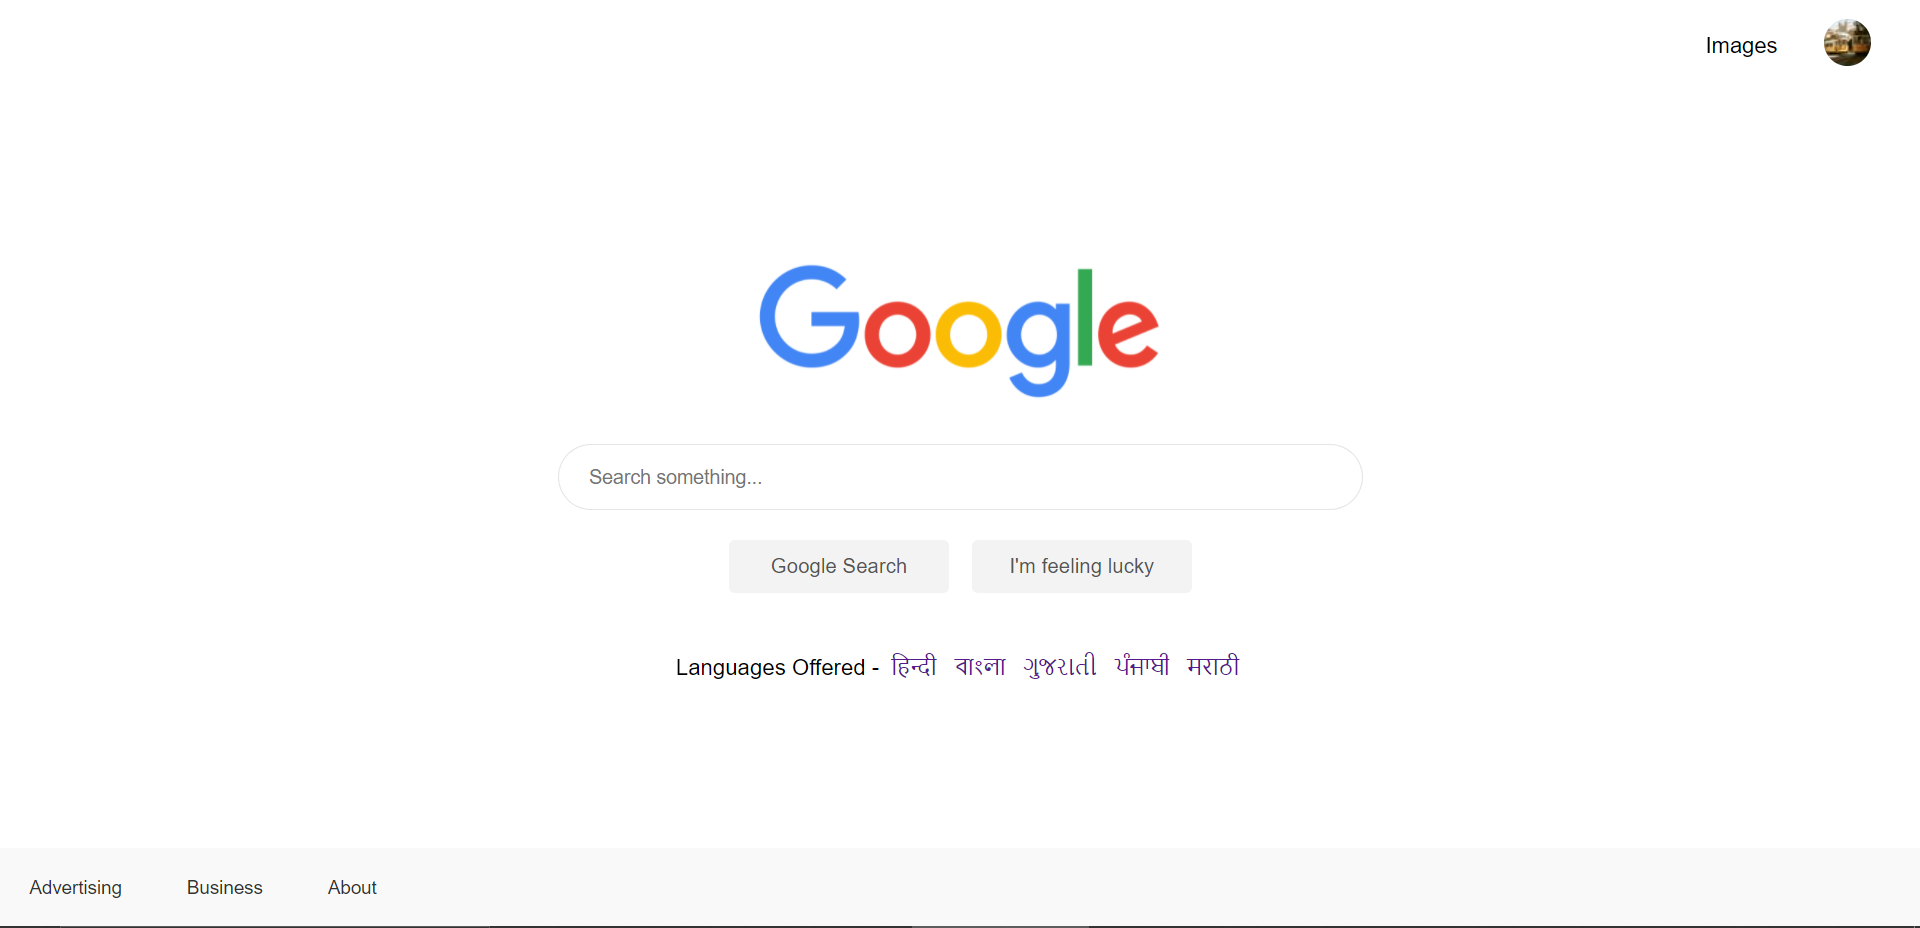 Images
Google
Search something...
Google Search I'm feeling lucky
Languages Offered - हिन्दी বাংলা ગુજરાતી ਪੰਜਾਬੀ मराठी
Advertising Business About